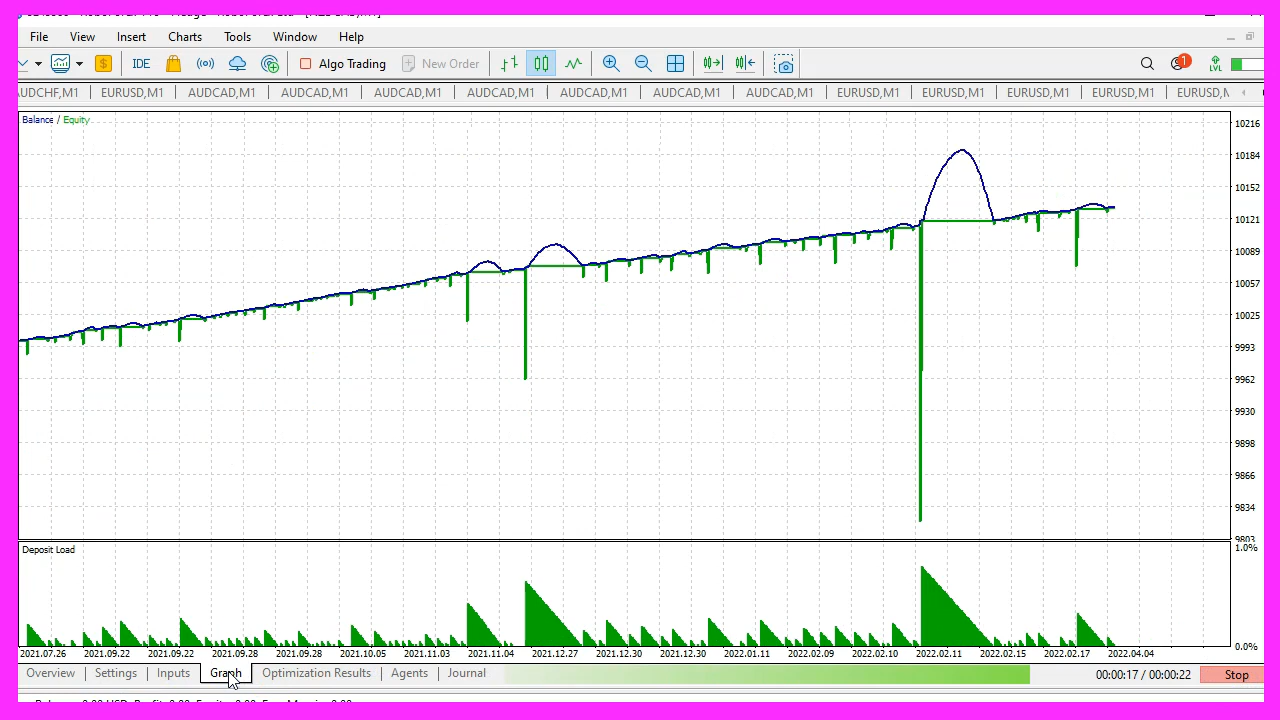 File View Insert Charts Tools Window Help
IDE Algo Trading New Order 1 LVL
AUDCHF,M1 EURUSD,M1 AUDCAD,M1 AUDCAD,M1 AUDCAD,M1 AUDCAD,M1 AUDCAD,M1 AUDCAD,M1 AUDCAD,M1 EURUSD,M1 EURUSD,M1 EURUSD,M1 EURUSD,M1
Balance / Equity
10216
10184
10152
10121
10089
10057
10025
9993
9962
9930
9898
9866
9834
9803
Deposit Load
1.0%
0.0%
2021.07.26 2021.09.22 2021.09.22 2021.09.28 2021.09.28 2021.10.05 2021.11.03 2021.11.04 2021.12.27 2021.12.30 2021.12.30 2022.01.11 2022.02.09 2022.02.10 2022.02.11 2022.02.15 2022.02.17 2022.04.04
Overview Settings Inputs Graph Optimization Results Agents Journal 00:00:17 / 00:00:22 Stop